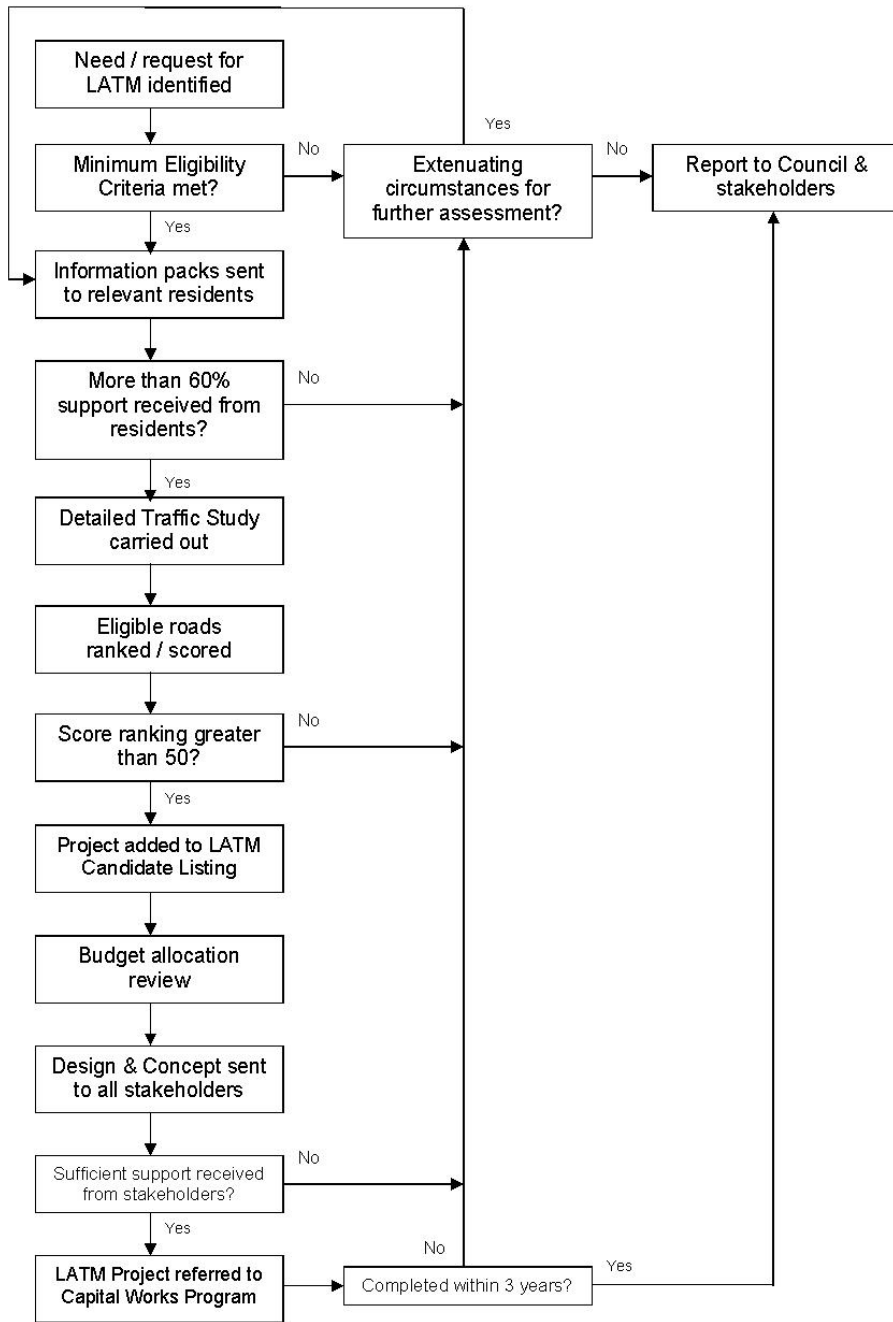 Need / request for
LATM identified
Yes
No
No
Minimum Eligibility
Criteria met?
Extenuating
circumstances for
further assessment?
Report to Council &
stakeholders
Yes
Information packs sent
to relevant residents
No
More than 60%
support received from
residents?
Yes
Detailed Traffic Study
carried out
Eligible roads
ranked / scored
No
Score ranking greater
than 50?
Yes
Project added to LATM
Candidate Listing
Budget allocation
review
Design & Concept sent
to all stakeholders
No
Sufficient support received
from stakeholders?
Yes
No
LATM Project referred to
Capital Works Program
Completed within 3 years?
Yes